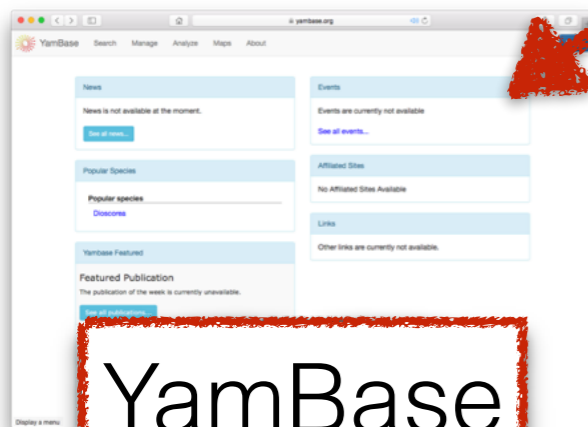 yambase.org
YamBase Search Manage Analyze Maps About
News
News is not available at the moment.
See all news...
Popular Species
Popular species
Dioscorea
Yambase Featured
Featured Publication
The publication of the week is currently unavailable.
See all publications...
Events
Events are currently not available
See all events...
Affiliated Sites
No Affiliated Sites Available
Links
Other links are currently not available.
YamBase
Display a menu